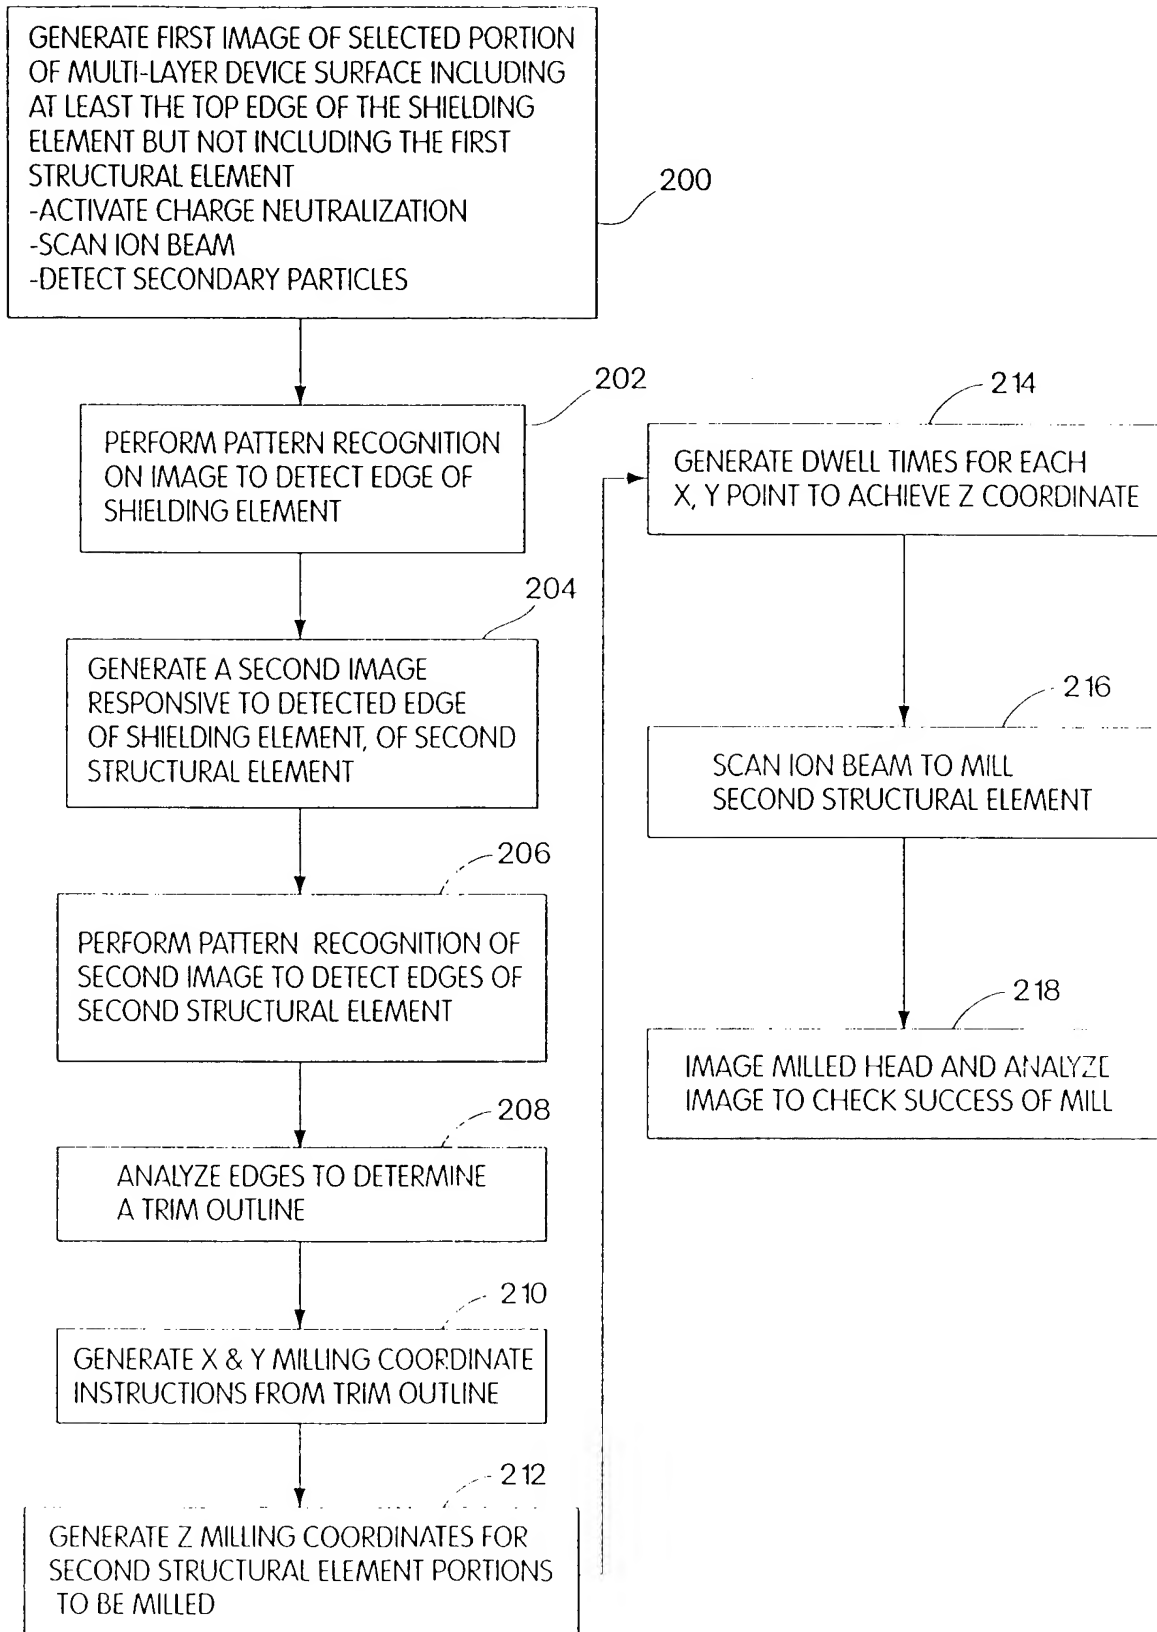 GENERATE FIRST IMAGE OF SELECTED PORTION
OF MULTI-LAYER DEVICE SURFACE INCLUDING
AT LEAST THE TOP EDGE OF THE SHIELDING
ELEMENT BUT NOT INCLUDING THE FIRST
STRUCTURAL ELEMENT
-ACTIVATE CHARGE NEUTRALIZATION
-SCAN ION BEAM
-DETECT SECONDARY PARTICLES
200
202
PERFORM PATTERN RECOGNITION
ON IMAGE TO DETECT EDGE OF
SHIELDING ELEMENT
204
GENERATE A SECOND IMAGE
RESPONSIVE TO DETECTED EDGE
OF SHIELDING ELEMENT, OF SECOND
STRUCTURAL ELEMENT
206
PERFORM PATTERN RECOGNITION OF
SECOND IMAGE TO DETECT EDGES OF
SECOND STRUCTURAL ELEMENT
208
ANALYZE EDGES TO DETERMINE
A TRIM OUTLINE
210
GENERATE X & Y MILLING COORDINATE
INSTRUCTIONS FROM TRIM OUTLINE
212
GENERATE Z MILLING COORDINATES FOR
SECOND STRUCTURAL ELEMENT PORTIONS
TO BE MILLED
214
GENERATE DWELL TIMES FOR EACH
X, Y POINT TO ACHIEVE Z COORDINATE
216
SCAN ION BEAM TO MILL
SECOND STRUCTURAL ELEMENT
218
IMAGE MILLED HEAD AND ANALYZE
IMAGE TO CHECK SUCCESS OF MILL